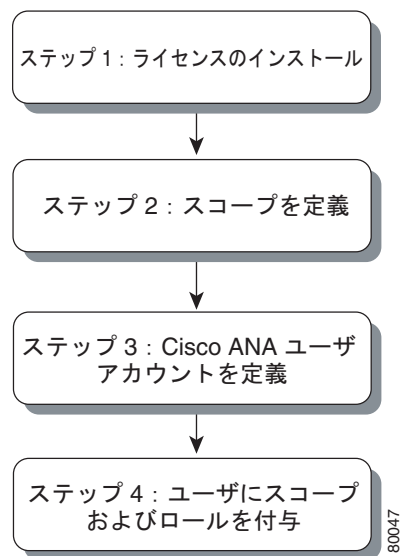 ステップ 1 : ライセンスのインストール
ステップ 2 : スコープを定義
ステップ 3 : Cisco ANA ユーザ
アカウントを定義
ステップ 4 : ユーザにスコープ
およびロールを付与
80047